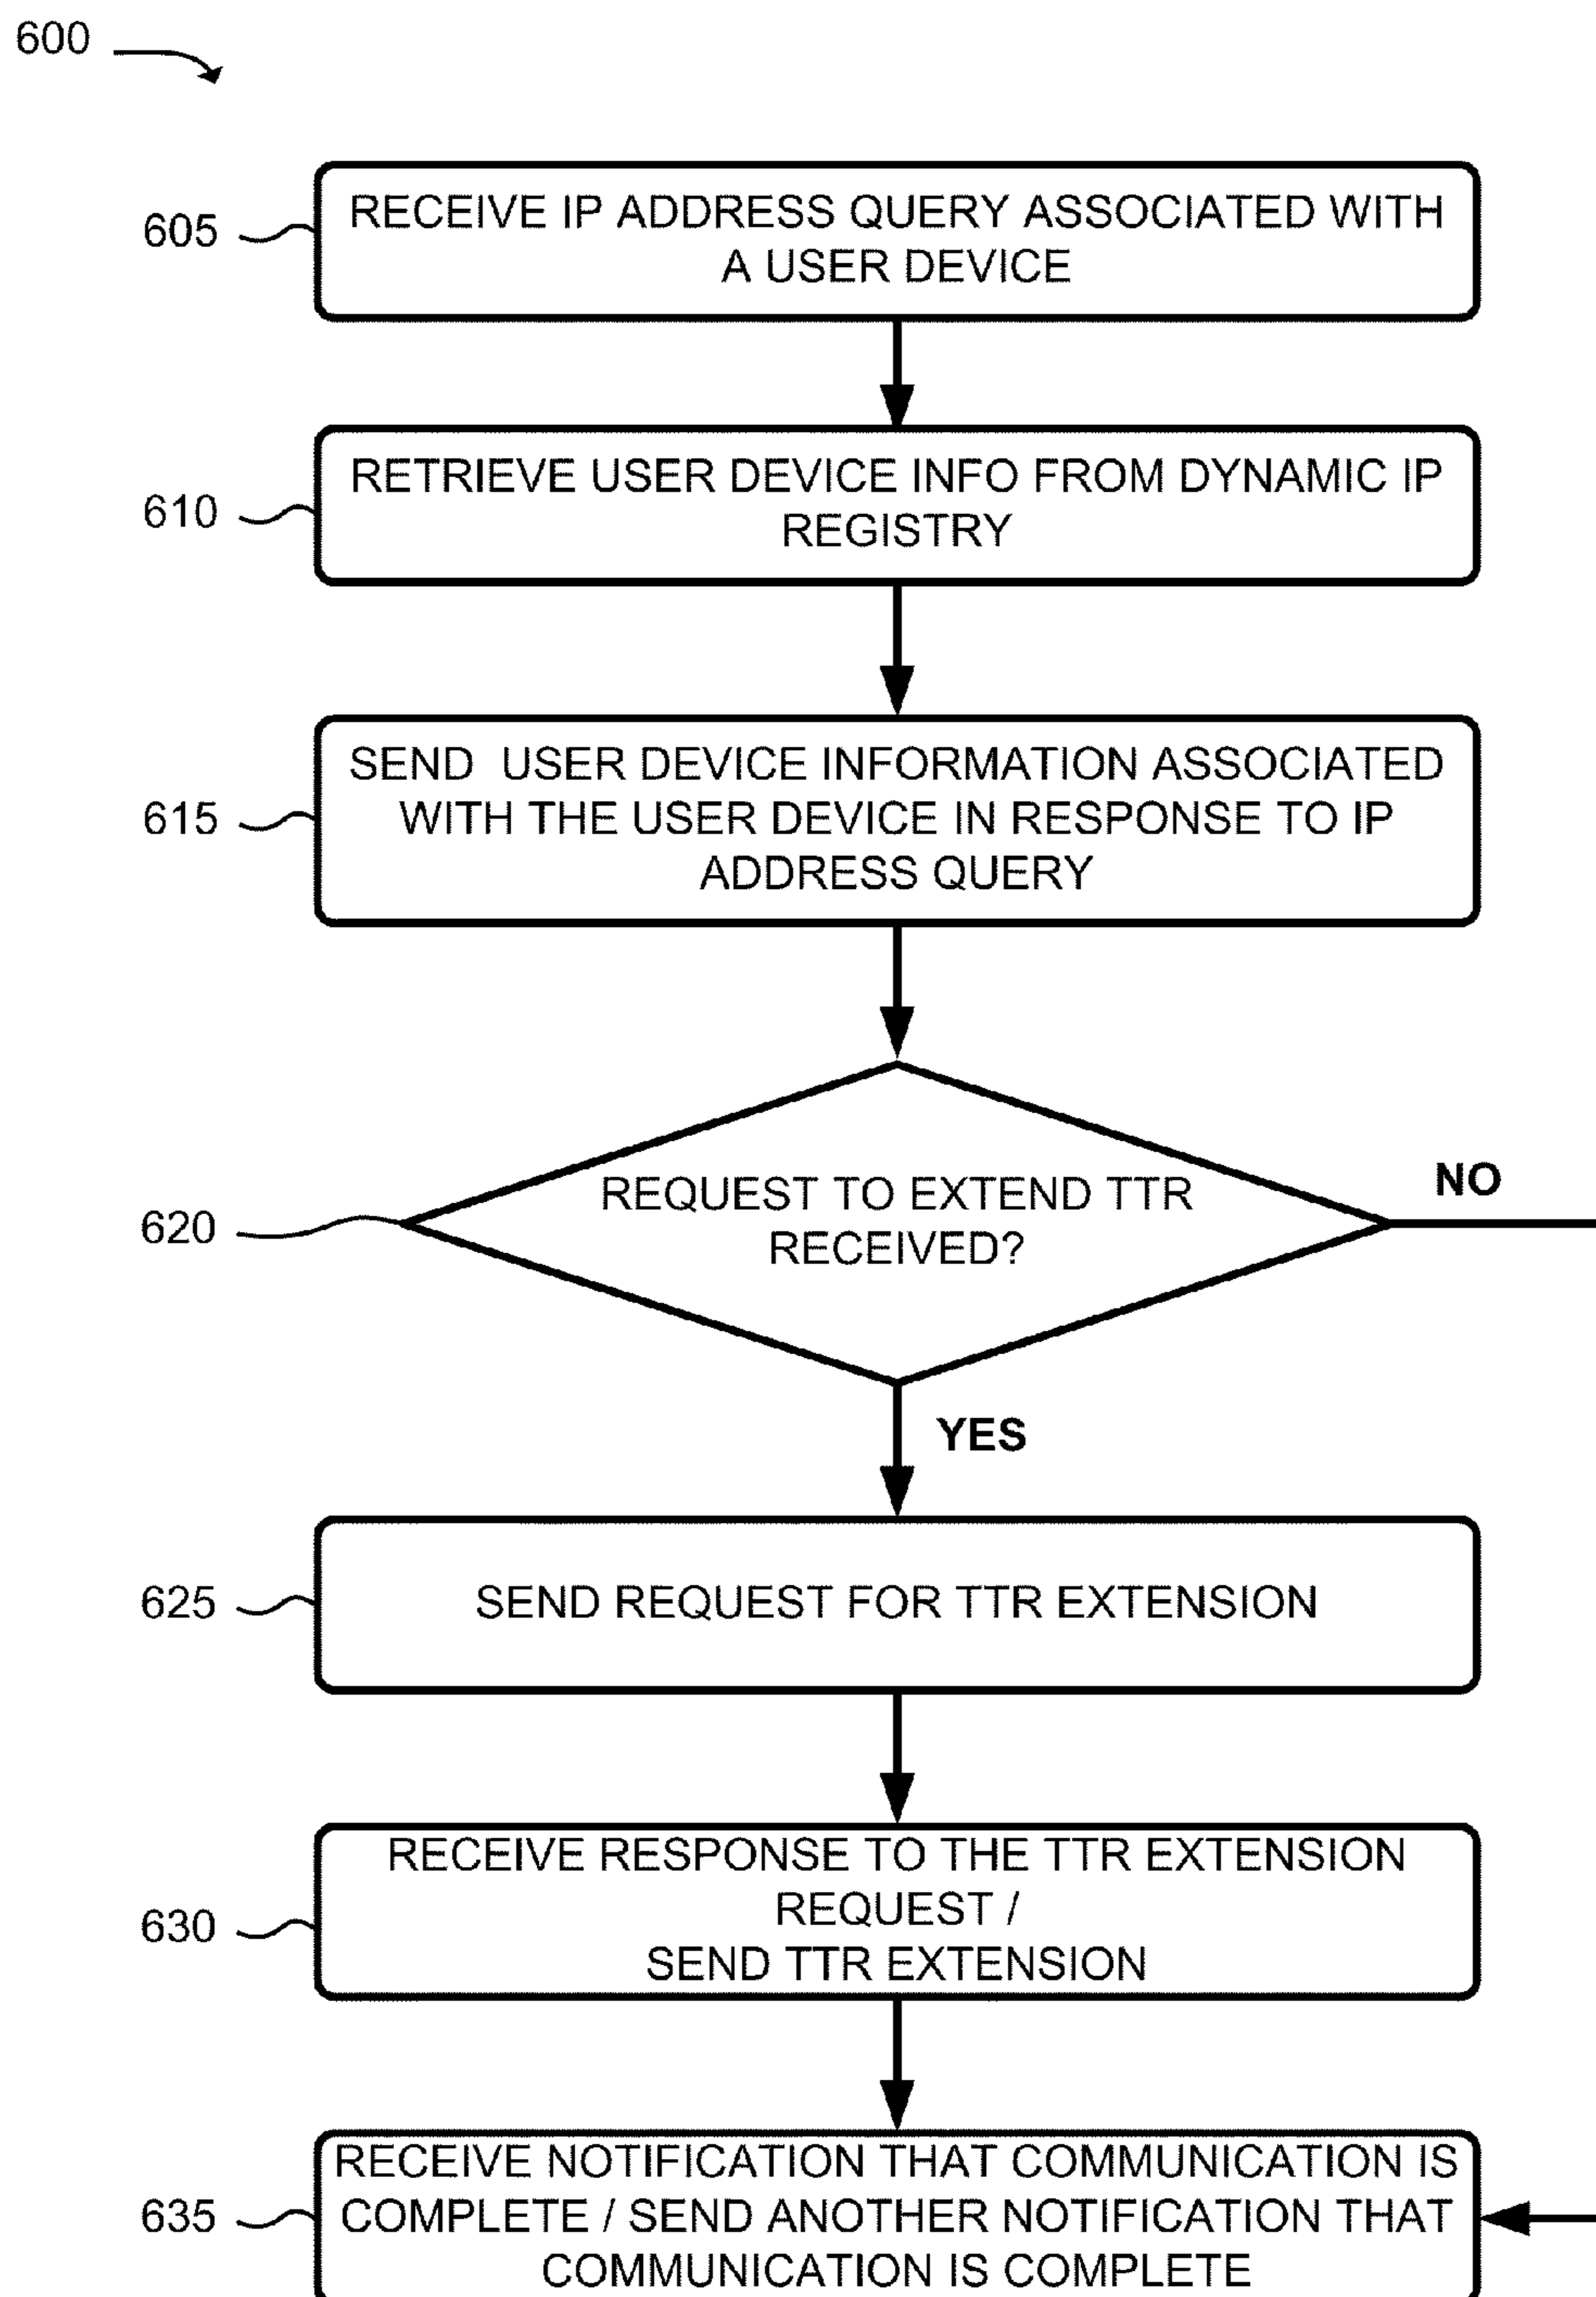 600
605
RECEIVE IP ADDRESS QUERY ASSOCIATED WITH
A USER DEVICE
610
RETRIEVE USER DEVICE INFO FROM DYNAMIC IP
REGISTRY
615
SEND USER DEVICE INFORMATION ASSOCIATED
WITH THE USER DEVICE IN RESPONSE TO IP
ADDRESS QUERY
620
REQUEST TO EXTEND TTR
RECEIVED?
NO
YES
625
SEND REQUEST FOR TTR EXTENSION
630
RECEIVE RESPONSE TO THE TTR EXTENSION
REQUEST /
SEND TTR EXTENSION
635
RECEIVE NOTIFICATION THAT COMMUNICATION IS
COMPLETE / SEND ANOTHER NOTIFICATION THAT
COMMUNICATION IS COMPLETE